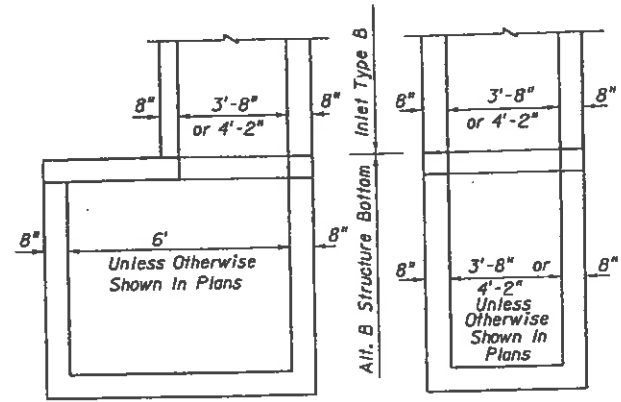 8" 3'-8" 8"
or 4'-2"
8" 6' 8"
Unless Otherwise
Shown In Plans
Inlet Type B
Alt. B Structure Bottom
8" 3'-8" 8"
or 4'-2"
8" 3'-8" or 8"
4'-2"
Unless
Otherwise
Shown In
Plans